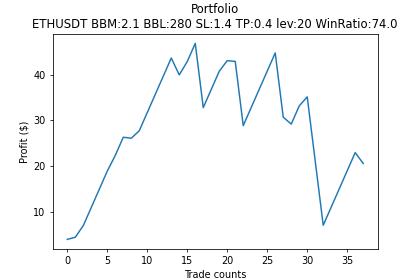 Portfolio
ETHUSDT BBM:2.1 BBL:280 SL:1.4 TP:0.4 lev:20 WinRatio:74.0
Profit ($)
40
30
20
10
0 5 10 15 20 25 30 35
Trade counts